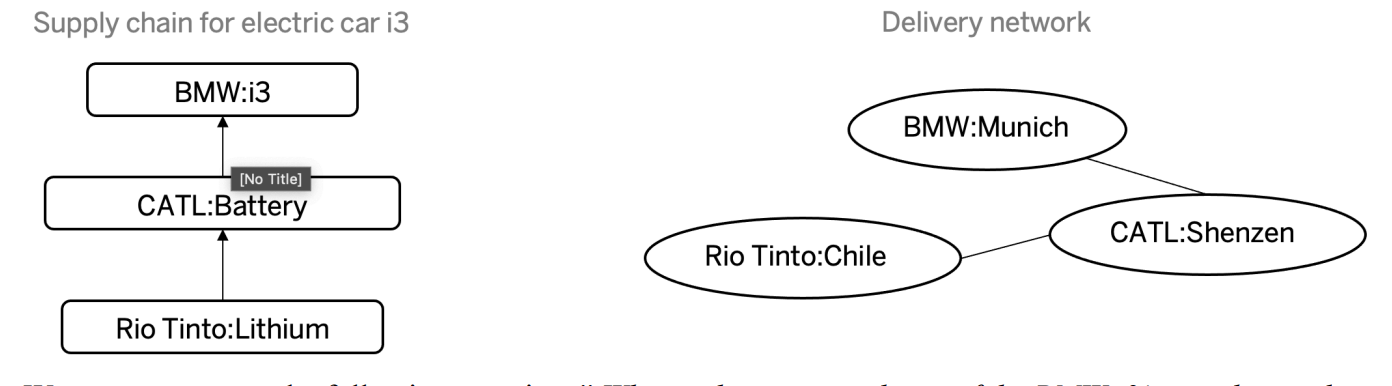 Supply chain for electric car i3
Delivery network
BMW:i3
[No Title]
CATL:Battery
Rio Tinto:Lithium
BMW:Munich
CATL:Shenzen
Rio Tinto:Chile